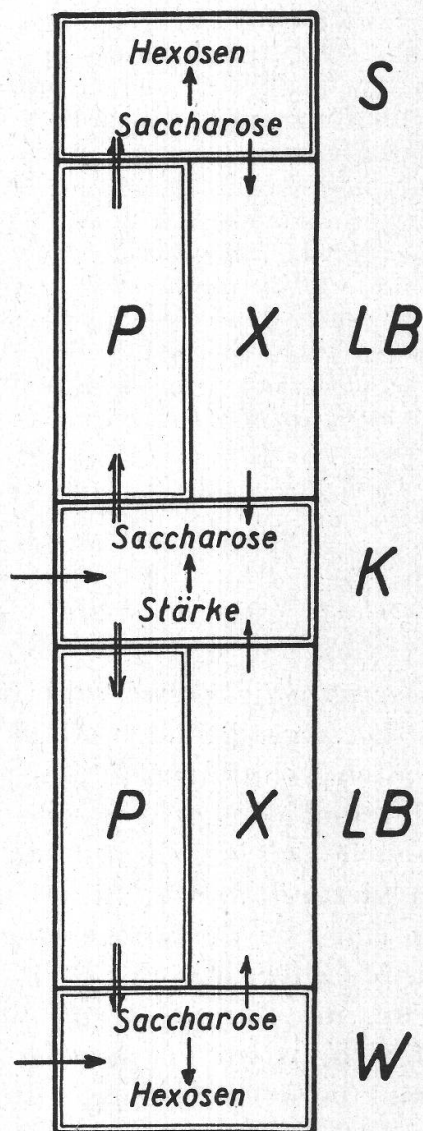 Hexosen
S
Saccharose
P X LB
Saccharose
K
Stärke
P X LB
Saccharose
W
Hexosen